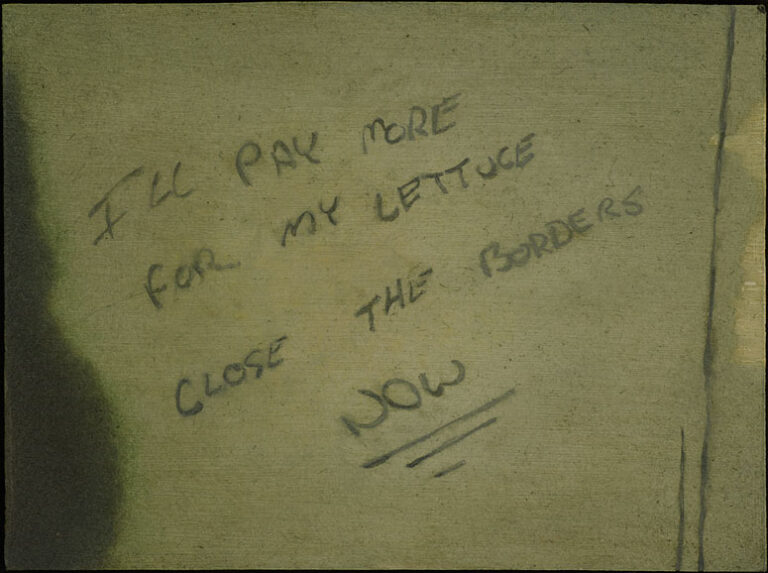 I'LL PAY MORE
FOR MY LETTUCE
CLOSE THE BORDERS
NOW